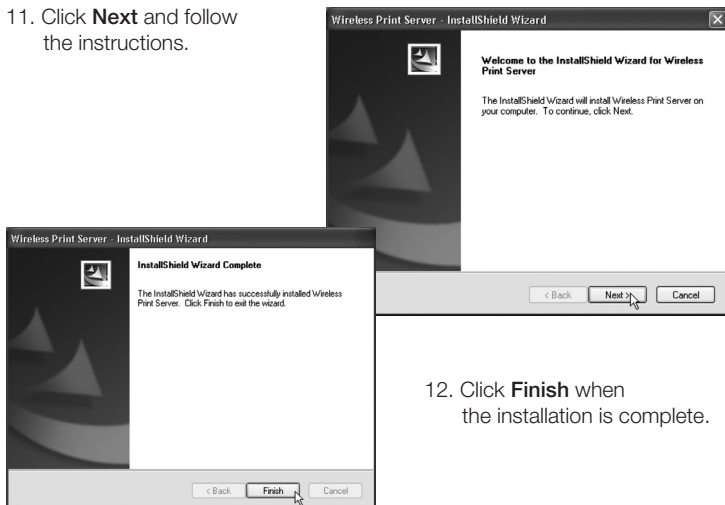 11. Click Next and follow
the instructions.
Wireless Print Server - InstallShield Wizard
Welcome to the InstallShield Wizard for Wireless
Print Server
The InstallShield Wizard will install Wireless Print Server on
your computer. To continue, click Next.
< Back Next > Cancel
Wireless Print Server - InstallShield Wizard
InstallShield Wizard Complete
The InstallShield Wizard has successfully installed Wireless
Print Server. Click Finish to exit the wizard.
< Back Finish Cancel
12. Click Finish when
the installation is complete.